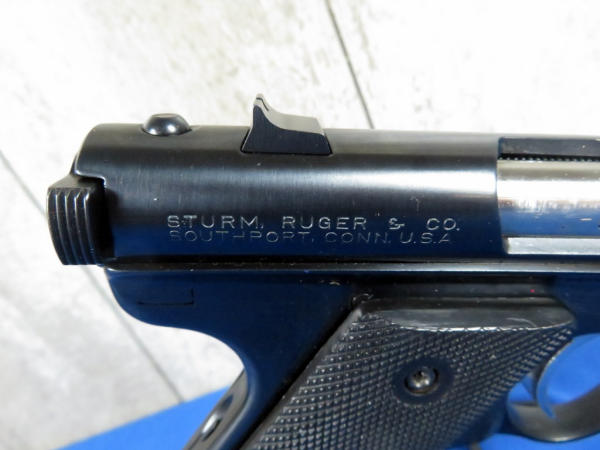 STURM, RUGER & CO.
SOUTHPORT, CONN. U.S.A